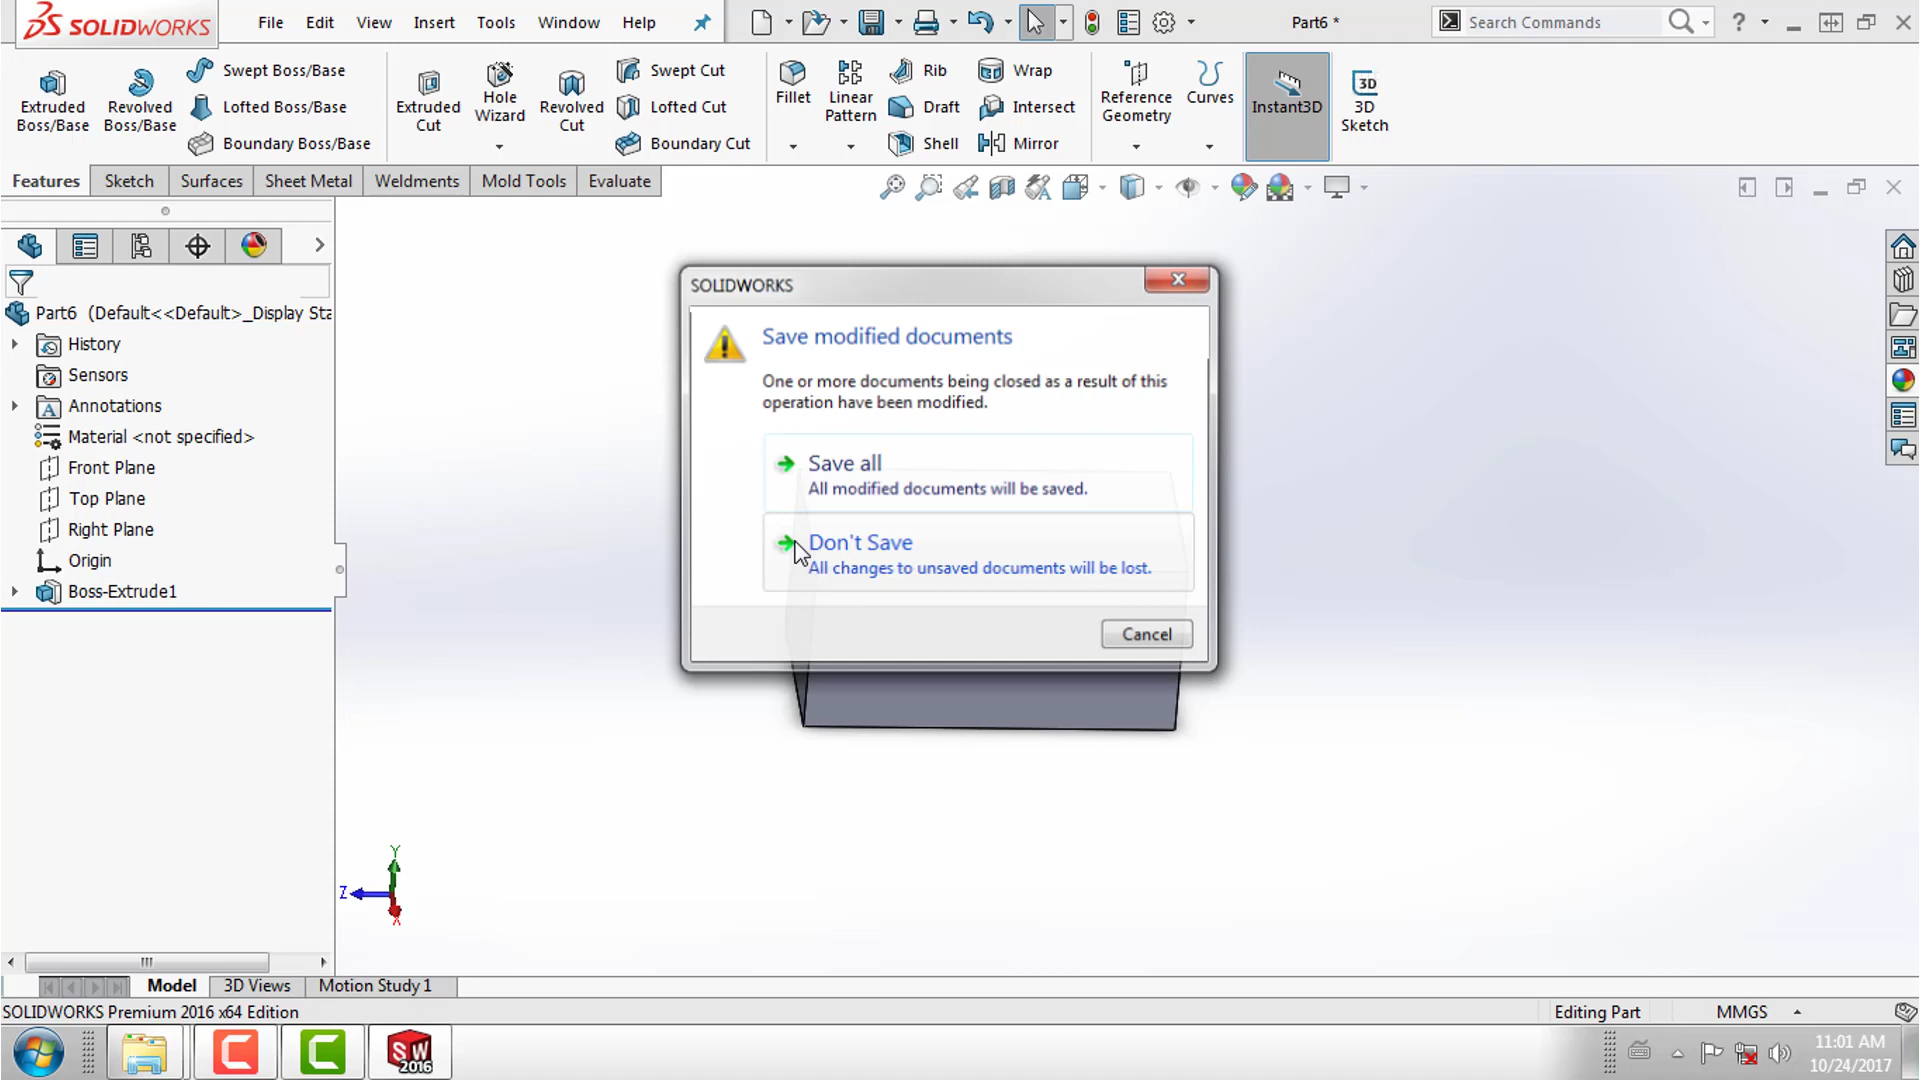 SOLIDWORKS
File Edit View Insert Tools Window Help
Part6 *
Search Commands
?
Extruded Boss/Base
Revolved Boss/Base
Swept Boss/Base
Lofted Boss/Base
Boundary Boss/Base
Extruded Cut
Hole Wizard
Revolved Cut
Swept Cut
Lofted Cut
Boundary Cut
Fillet
Linear Pattern
Rib
Draft
Shell
Wrap
Intersect
Mirror
Reference Geometry
Curves
Instant3D
3D
3D Sketch
Features Sketch Surfaces Sheet Metal Weldments Mold Tools Evaluate
Part6 (Default<<Default>_Display Sta
History
Sensors
A Annotations
Material <not specified>
Front Plane
Top Plane
Right Plane
Origin
Boss-Extrude1
SOLIDWORKS
Save modified documents
One or more documents being closed as a result of this
operation have been modified.
Save all
All modified documents will be saved.
Don't Save
All changes to unsaved documents will be lost.
Cancel
Y
Z
X
Model 3D Views Motion Study 1
SOLIDWORKS Premium 2016 x64 Edition
Editing Part
MMGS
SW 2016
11:01 AM
10/24/2017